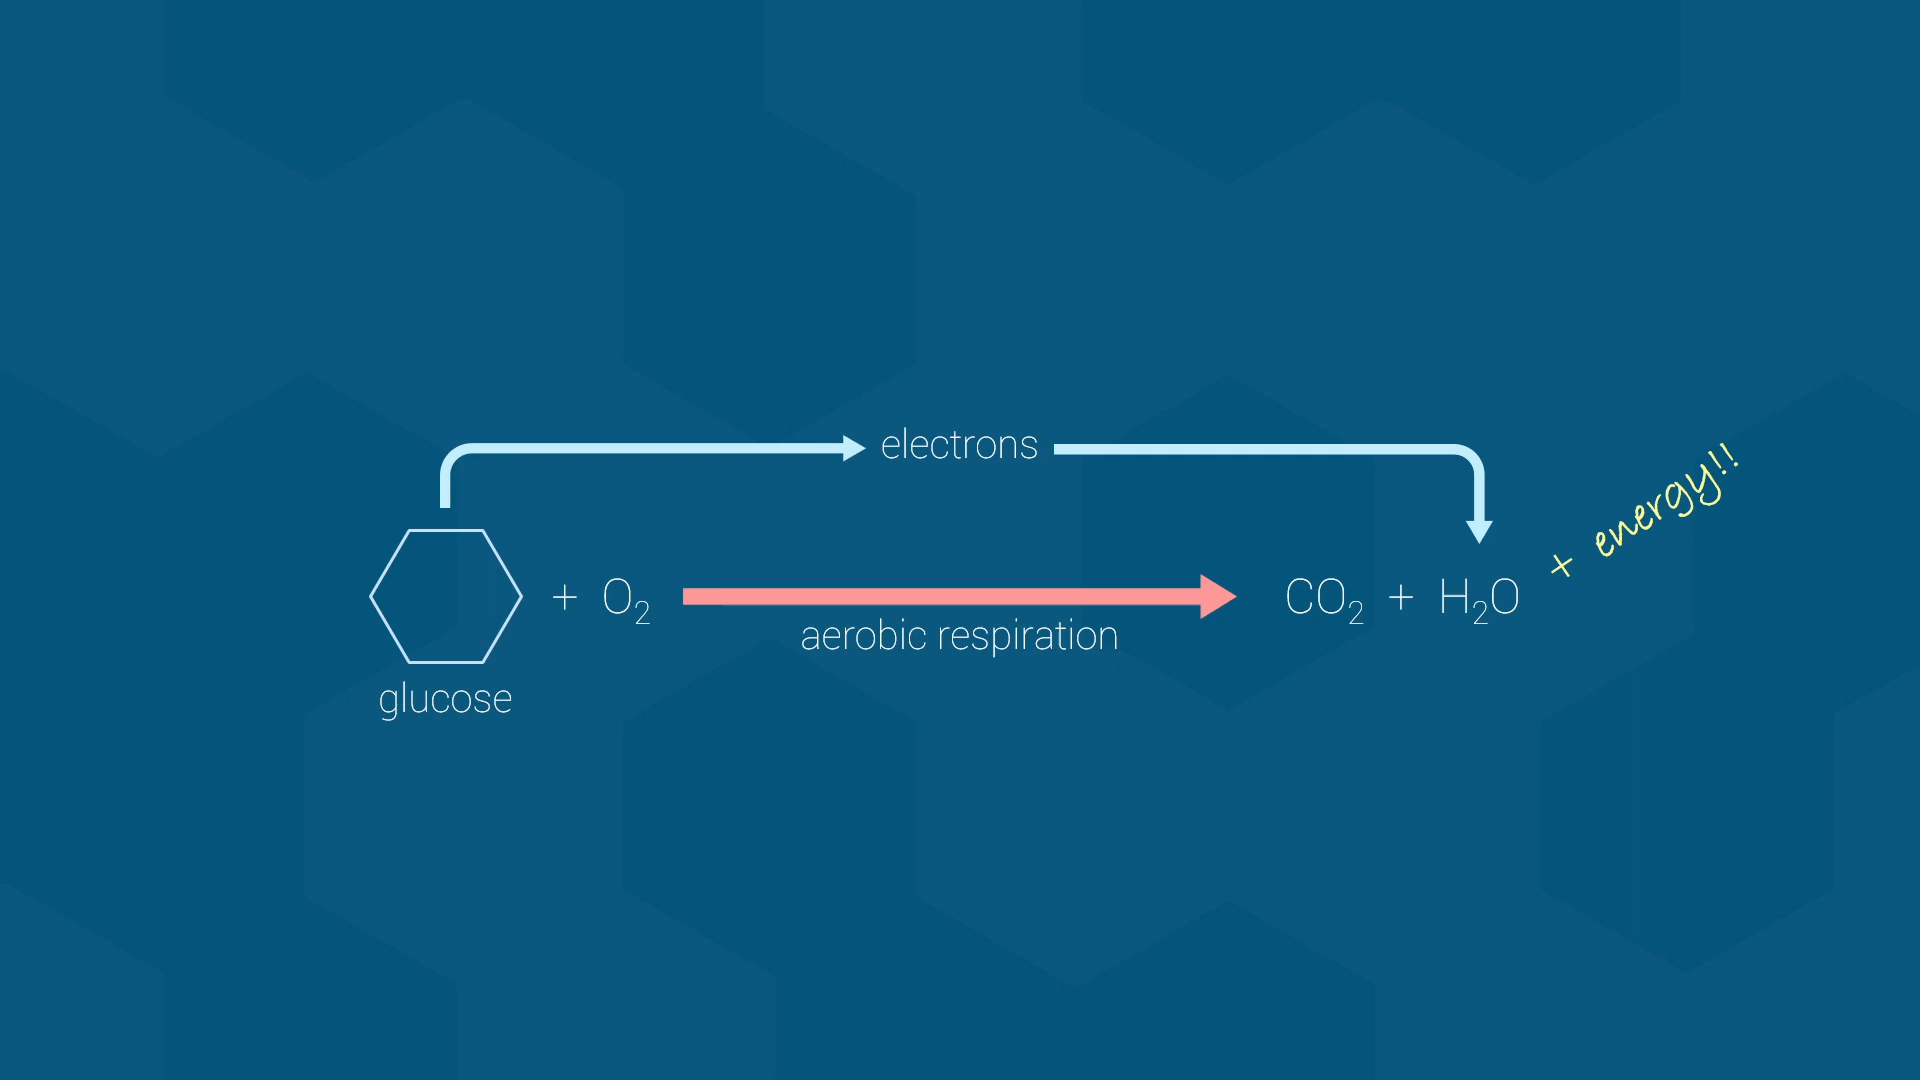 electrons
+ energy!!
+ O₂
CO₂ + H₂O
aerobic respiration
glucose